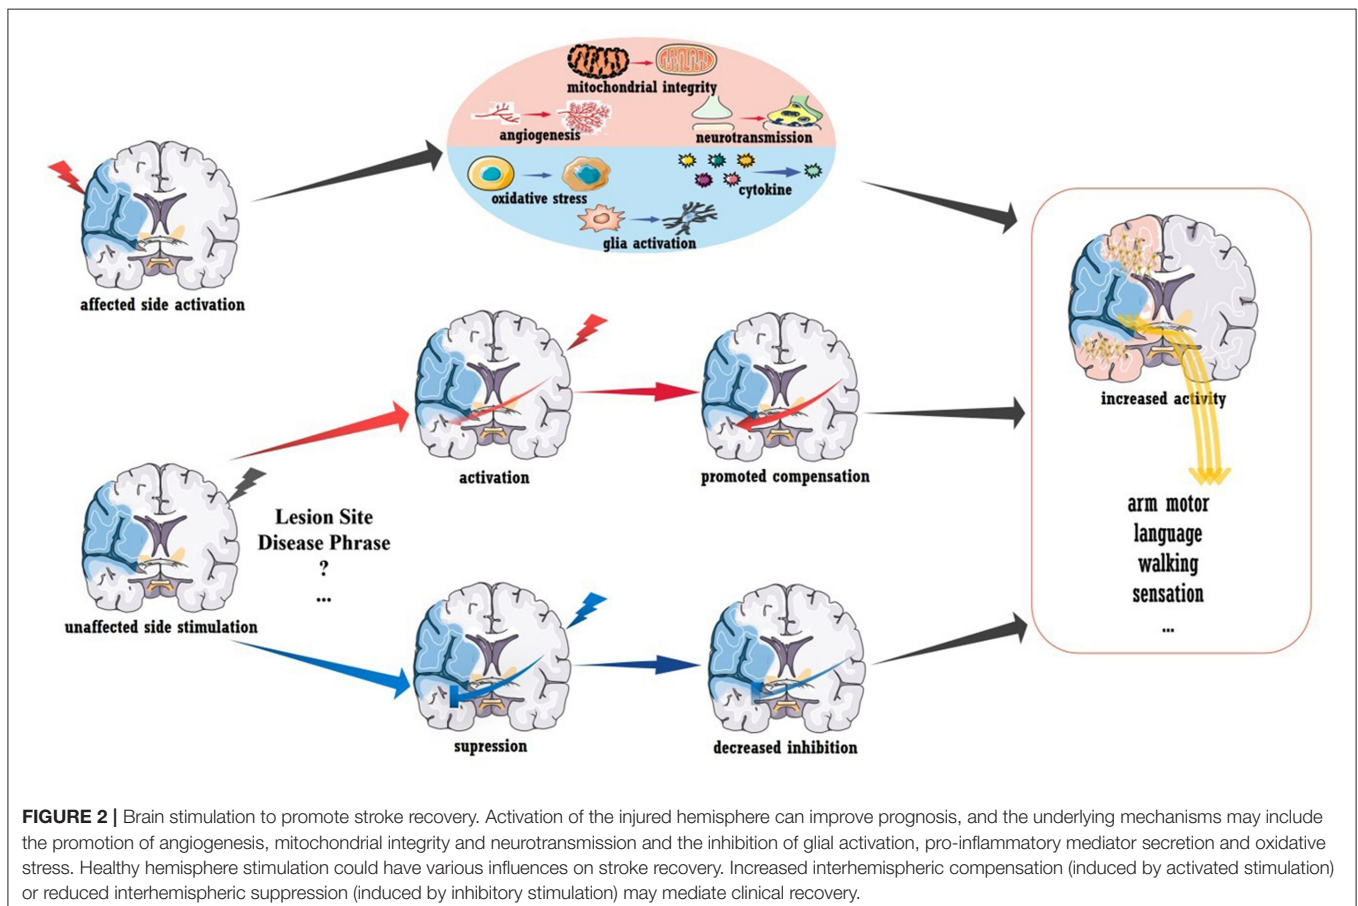 mitochondrial integrity
angiogenesis
neurotransmission
oxidative stress
cytokine
glia activation
affected side activation
increased activity
activation
promoted compensation
Lesion Site
Disease Phrase
?
...
arm motor
language
walking
sensation
...
unaffected side stimulation
supression
decreased inhibition
FIGURE 2 | Brain stimulation to promote stroke recovery. Activation of the injured hemisphere can improve prognosis, and the underlying mechanisms may include
the promotion of angiogenesis, mitochondrial integrity and neurotransmission and the inhibition of glial activation, pro-inflammatory mediator secretion and oxidative
stress. Healthy hemisphere stimulation could have various influences on stroke recovery. Increased interhemispheric compensation (induced by activated stimulation)
or reduced interhemispheric suppression (induced by inhibitory stimulation) may mediate clinical recovery.